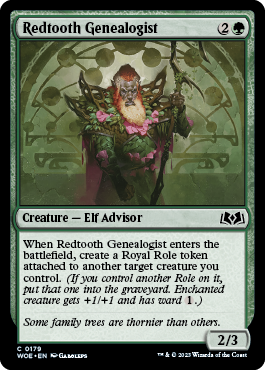 Redtooth Genealogist 2
Creature — Elf Advisor
When Redtooth Genealogist enters the
battlefield, create a Royal Role token
attached to another target creature you
control. (If you control another Role on it,
put that one into the graveyard. Enchanted
creature gets +1/+1 and has ward 1.)
Some family trees are thornier than others.
2/3
C 0179
WOE • EN Gaboleps
™ & © 2023 Wizards of the Coast